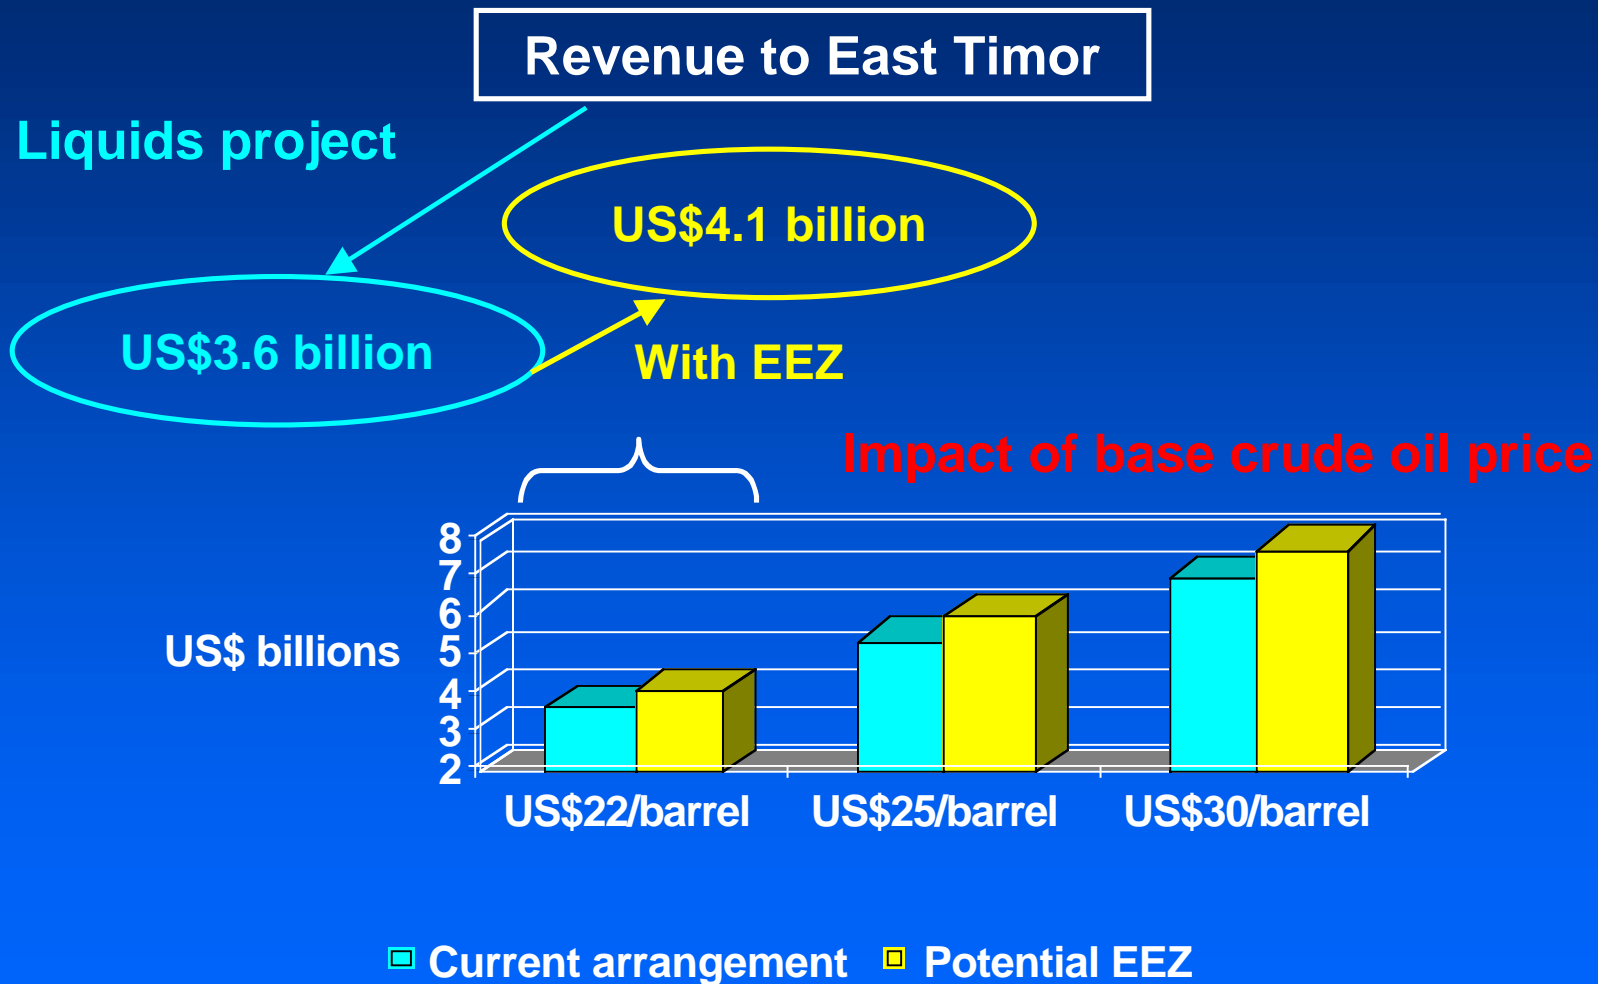 Revenue to East Timor
Liquids project
US$4.1 billion
US$3.6 billion
With EEZ
Impact of base crude oil price
8
7
6
5
4
3
2
US$ billions
US$22/barrel
US$25/barrel
US$30/barrel
Current arrangement
Potential EEZ